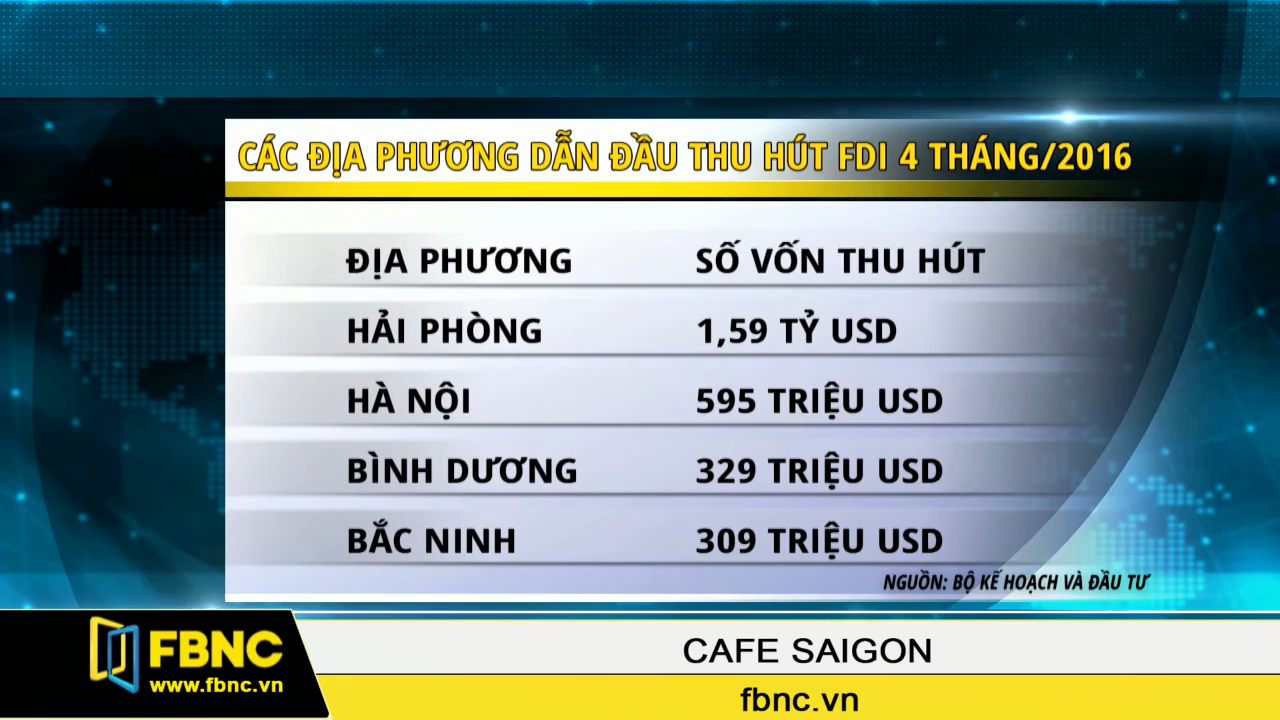 CÁC ĐỊA PHƯƠNG DẪN ĐẦU THU HÚT FDI 4 THÁNG/2016
ĐỊA PHƯƠNG SỐ VỐN THU HÚT
HẢI PHÒNG 1,59 TỶ USD
HÀ NỘI 595 TRIỆU USD
BÌNH DƯƠNG 329 TRIỆU USD
BẮC NINH 309 TRIỆU USD
NGUỒN: BỘ KẾ HOẠCH VÀ ĐẦU TƯ
FBNC
www.fbnc.vn
CAFE SAIGON
fbnc.vn